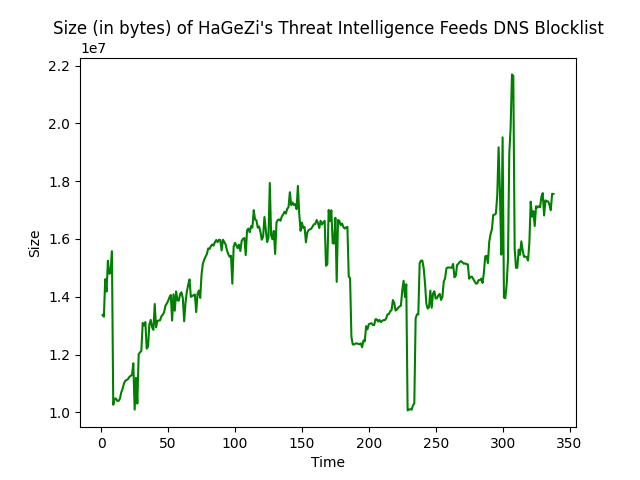 Size (in bytes) of HaGeZi's Threat Intelligence Feeds DNS Blocklist
1e7
2.2
2.0
1.8
1.6
1.4
1.2
1.0
Size
0 50 100 150 200 250 300 350
Time